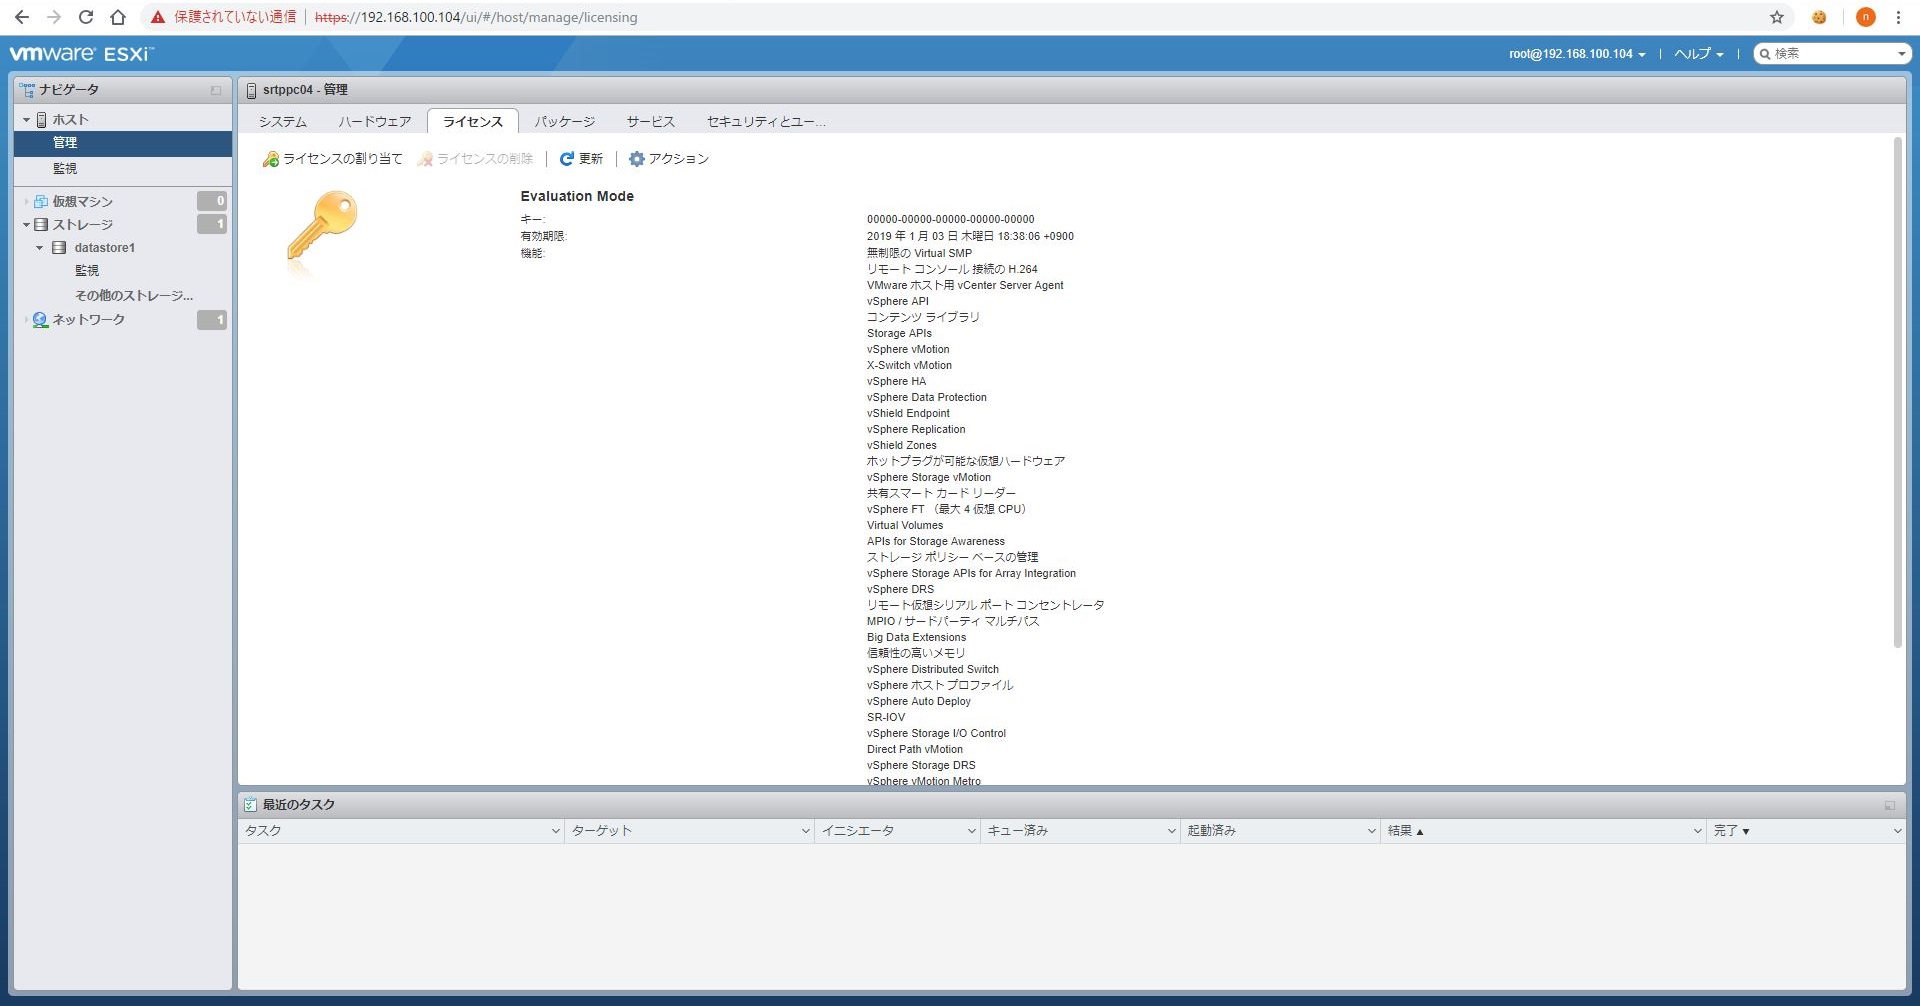 保護されていない通信 | https://192.168.100.104/ui/#/host/manage/licensing
n
vmware ESXi™
root@192.168.100.104 | ヘルプ | 検索
ナビゲータ
ホスト
管理
監視
仮想マシン 0
ストレージ 1
datastore1
監視
その他のストレージ...
ネットワーク 1
srtppc04 - 管理
システム ハードウェア ライセンス パッケージ サービス セキュリティとユー...
ライセンスの割り当て ライセンスの削除 | 更新 | アクション
Evaluation Mode
キー: 00000-00000-00000-00000-00000
有効期限: 2019 年 1 月 03 日 木曜日 18:38:06 +0900
機能: 無制限の Virtual SMP
リモート コンソール 接続の H.264
VMware ホスト用 vCenter Server Agent
vSphere API
コンテンツ ライブラリ
Storage APIs
vSphere vMotion
X-Switch vMotion
vSphere HA
vSphere Data Protection
vShield Endpoint
vSphere Replication
vShield Zones
ホットプラグが可能な仮想ハードウェア
vSphere Storage vMotion
共有スマート カード リーダー
vSphere FT （最大 4 仮想 CPU）
Virtual Volumes
APIs for Storage Awareness
ストレージ ポリシー ベースの管理
vSphere Storage APIs for Array Integration
vSphere DRS
リモート仮想シリアル ポート コンセントレータ
MPIO / サードパーティ マルチパス
Big Data Extensions
信頼性の高いメモリ
vSphere Distributed Switch
vSphere ホスト プロファイル
vSphere Auto Deploy
SR-IOV
vSphere Storage I/O Control
Direct Path vMotion
vSphere Storage DRS
vSphere vMotion Metro
最近のタスク
タスク ターゲット イニシエータ キュー済み 起動済み 結果 ▲ 完了 ▼